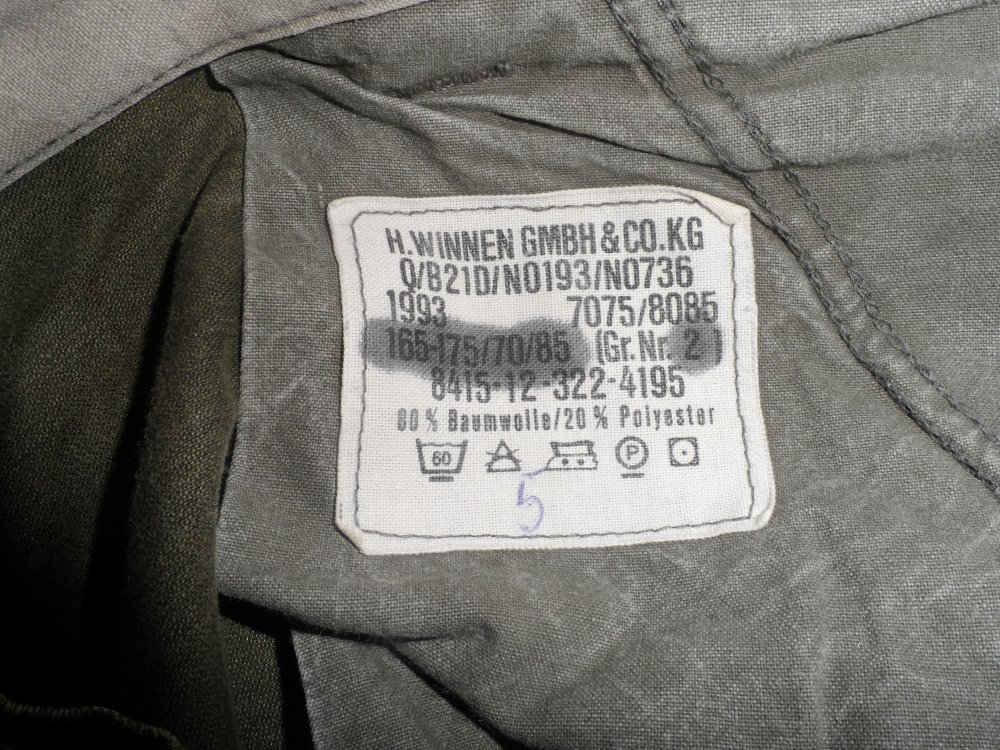 H.WINNEN GMBH & CO.KG
Q/B21D/N0193/N0736
1993 7075/8085
165-175/70/85 (Gr.Nr. 2)
8415-12-322-4195
80 % Baumwolle/20 % Polyester
60 P
5